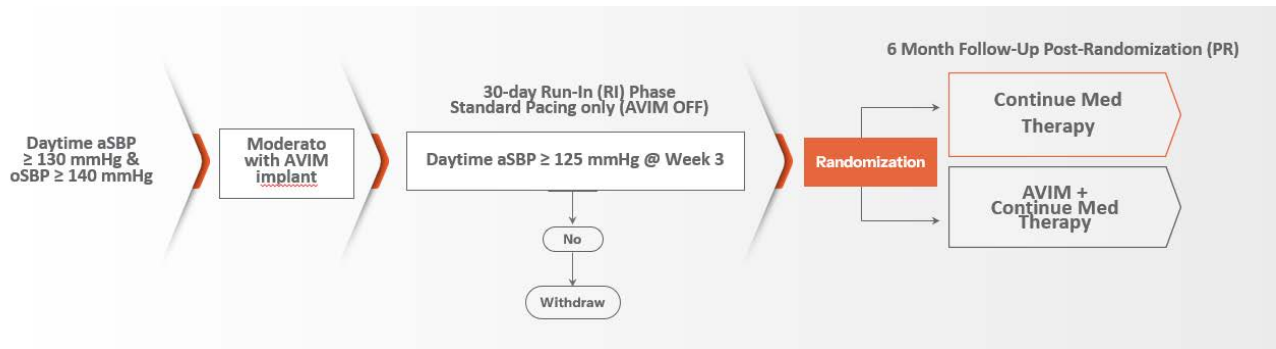 Daytime aSBP
≥ 130 mmHg &
oSBP ≥ 140 mmHg
Moderato
with AVIM
implant
30-day Run-In (RI) Phase
Standard Pacing only (AVIM OFF)
Daytime aSBP ≥ 125 mmHg @ Week 3
No
Withdraw
Randomization
6 Month Follow-Up Post-Randomization (PR)
Continue Med
Therapy
AVIM +
Continue Med
Therapy